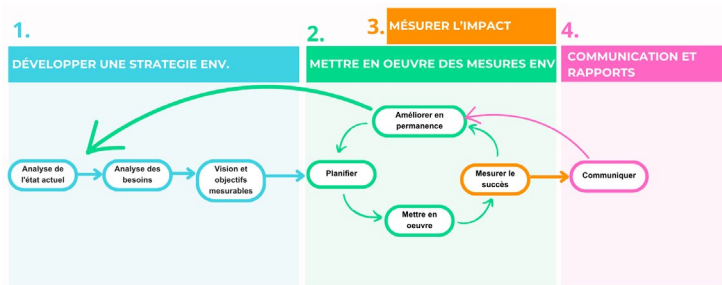 1.
DÉVELOPPER UNE STRATEGIE ENV.
2.
METTRE EN OEUVRE DES MESURES ENV
3.
MÉSURER L'IMPACT
4.
COMMUNICATION ET
RAPPORTS
Analyse de
l'état actuel
Analyse des
besoins
Vision et
objectifs
mesurables
Planifier
Améliorer en
permanence
Mettre en
oeuvre
Mesurer le
succès
Communiquer